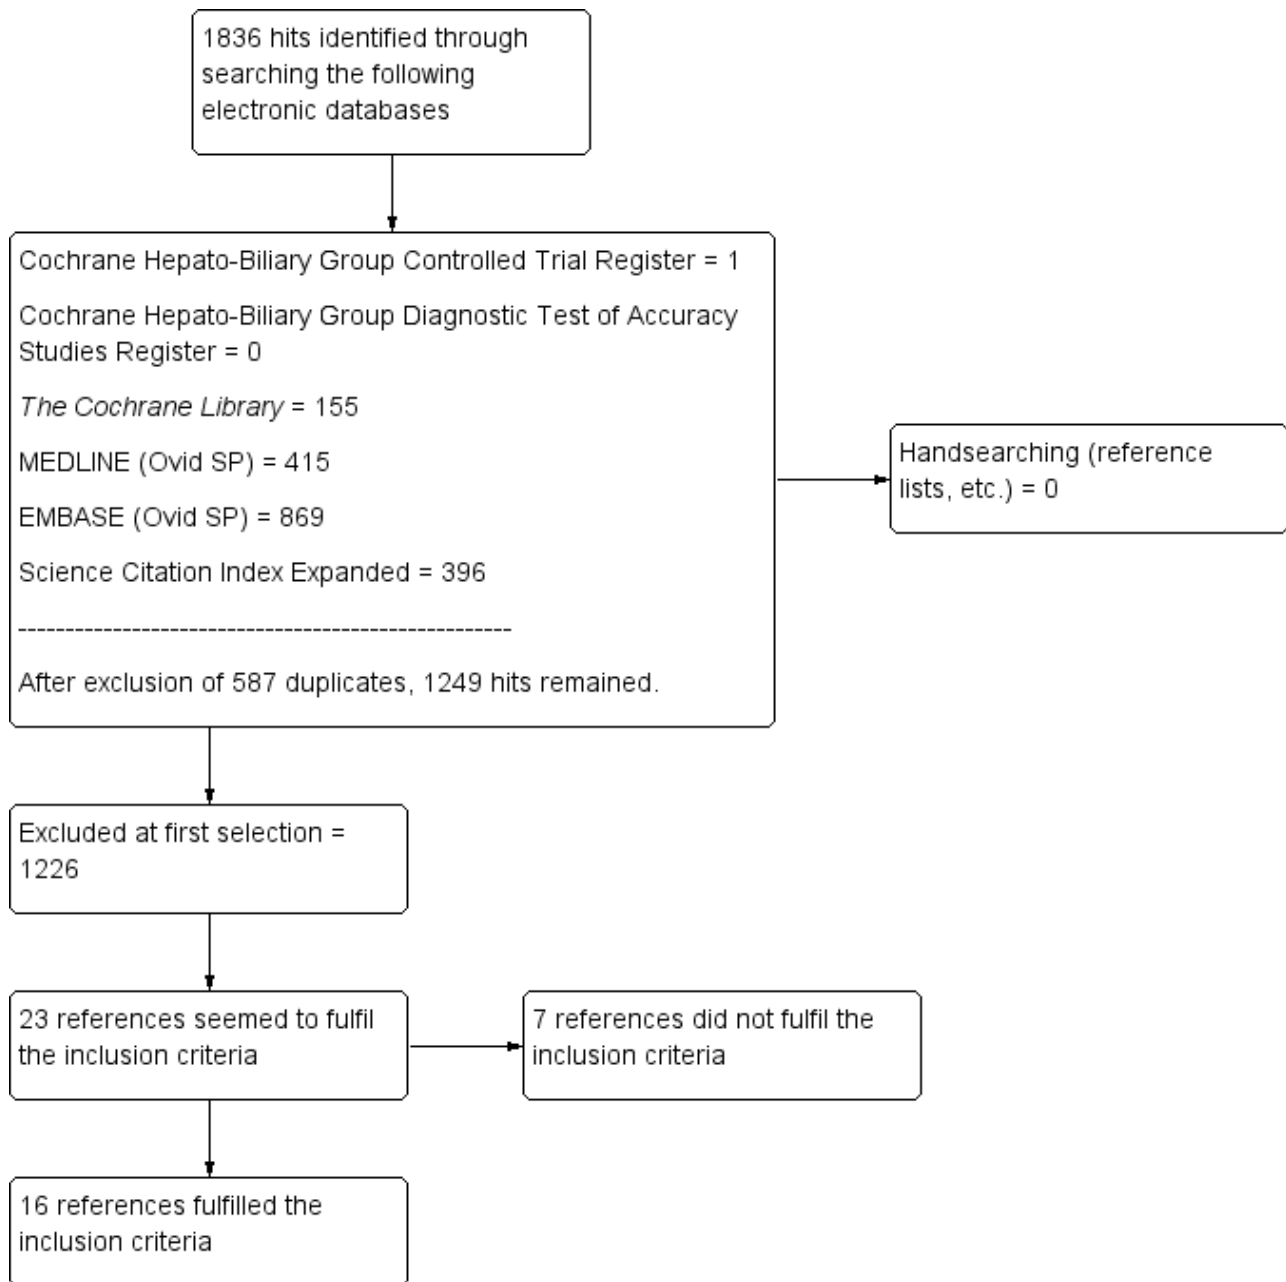 1836 hits identified through
searching the following
electronic databases
Cochrane Hepato-Biliary Group Controlled Trial Register = 1
Cochrane Hepato-Biliary Group Diagnostic Test of Accuracy
Studies Register = 0
The Cochrane Library = 155
MEDLINE (Ovid SP) = 415
EMBASE (Ovid SP) = 869
Science Citation Index Expanded = 396
----------------------------------------------------
After exclusion of 587 duplicates, 1249 hits remained.
Handsearching (reference
lists, etc.) = 0
Excluded at first selection =
1226
23 references seemed to fulfil
the inclusion criteria
7 references did not fulfil the
inclusion criteria
16 references fulfilled the
inclusion criteria